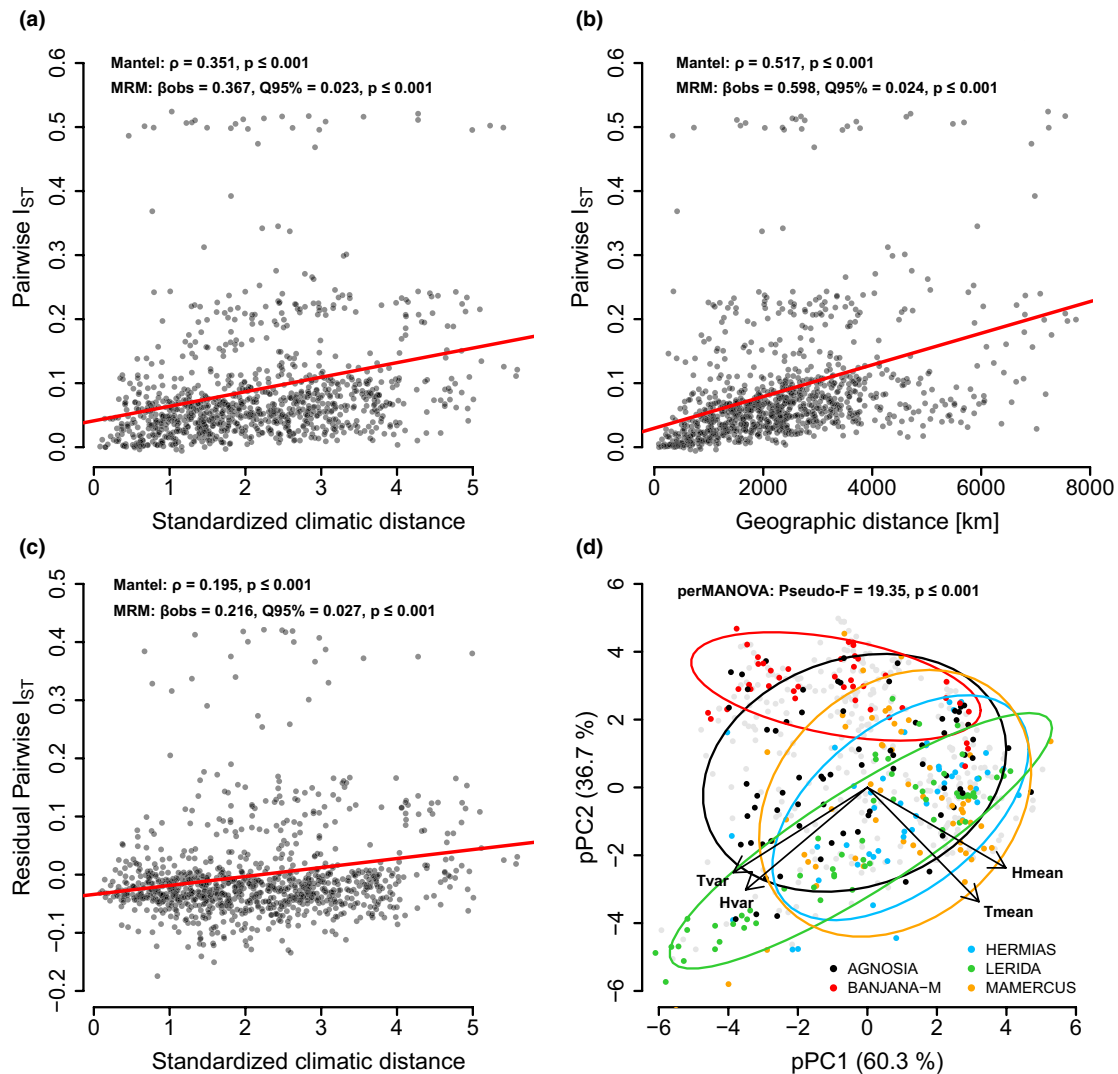 (a)
Mantel: ρ = 0.351, p ≤ 0.001
MRM: βobs = 0.367, Q95% = 0.023, p ≤ 0.001
Pairwise IST
0.6
0.5
0.4
0.3
0.2
0.1
0.0
0 1 2 3 4 5
Standardized climatic distance
(b)
Mantel: ρ = 0.517, p ≤ 0.001
MRM: βobs = 0.598, Q95% = 0.024, p ≤ 0.001
Pairwise IST
0.6
0.5
0.4
0.3
0.2
0.1
0.0
0 2000 4000 6000 8000
Geographic distance [km]
(c)
Mantel: ρ = 0.195, p ≤ 0.001
MRM: βobs = 0.216, Q95% = 0.027, p ≤ 0.001
Residual Pairwise IST
0.5
0.4
0.3
0.2
0.1
0.0
−0.1
−0.2
0 1 2 3 4 5
Standardized climatic distance
(d)
perMANOVA: Pseudo-F = 19.35, p ≤ 0.001
pPC2 (36.7 %)
6
4
2
0
−2
−4
−6
Tvar
Hvar
Hmean
Tmean
HERMIAS
AGNOSIA LERIDA
BANJANA−M MAMERCUS
−6 −4 −2 0 2 4 6
pPC1 (60.3 %)